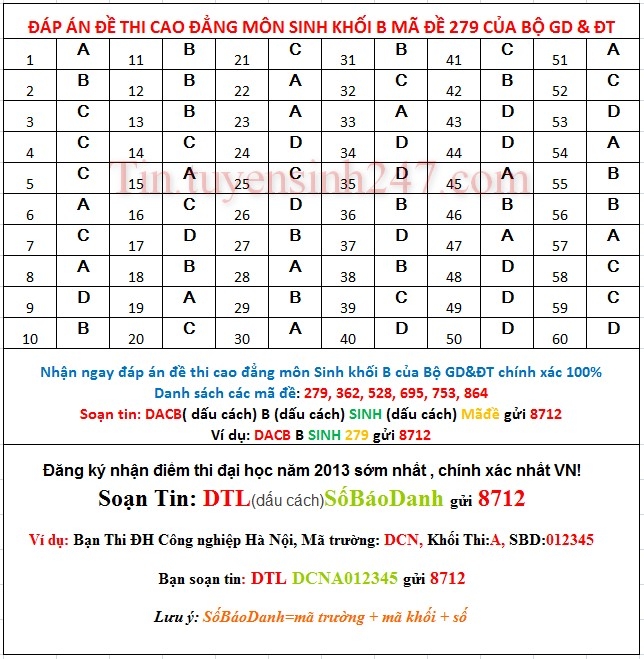 ĐÁP ÁN ĐỀ THI CAO ĐẲNG MÔN SINH KHỐI B MÃ ĐỀ 279 CỦA BỘ GD & ĐT
1 A 11 B 21 C 31 B 41 C 51 A
2 B 12 B 22 A 32 C 42 B 52 C
3 C 13 B 23 A 33 A 43 D 53 D
4 C 14 C 24 D 34 D 44 D 54 A
5 C 15 A 25 C 35 D 45 A 55 B
Tin.tuyensinh247.com
6 A 16 C 26 D 36 B 46 B 56 B
7 C 17 D 27 B 37 D 47 A 57 A
8 A 18 B 28 A 38 B 48 D 58 C
9 D 19 A 29 B 39 C 49 D 59 C
10 B 20 C 30 A 40 D 50 D 60 D
Nhận ngay đáp án đề thi cao đẳng môn Sinh khối B của Bộ GD&ĐT chính xác 100%
Danh sách các mã đề: 279, 362, 528, 695, 753, 864
Soạn tin: DACB( dấu cách) B (dấu cách) SINH (dấu cách) Mãđề gửi 8712
Ví dụ: DACB B SINH 279 gửi 8712
Đăng ký nhận điểm thi đại học năm 2013 sớm nhất , chính xác nhất VN!
Soạn Tin: DTL(dấu cách)SốBáoDanh gửi 8712
Ví dụ: Bạn Thi ĐH Công nghiệp Hà Nội, Mã trường: DCN, Khối Thi:A, SBD:012345
Bạn soạn tin: DTL DCNA012345 gửi 8712
Lưu ý: SốBáoDanh=mã trường + mã khối + số